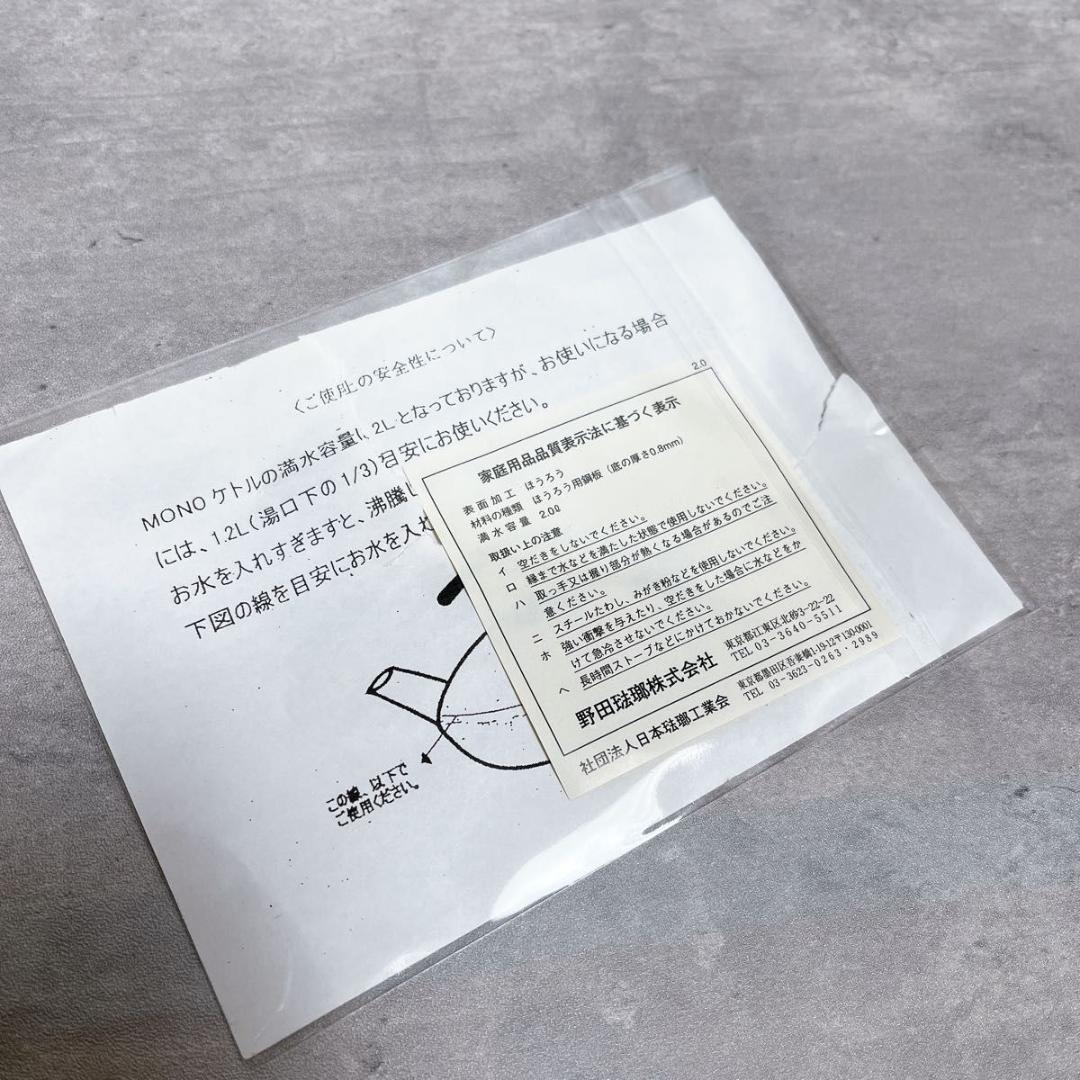 〈ご使用上の安全性について〉
MONOケトルの満水容量は、2Lとなっておりますが、お使いになる場合
には、1.2L(湯口下の1/3)目安にお使いください。
お水を入れすぎますと、沸騰し
下図の線を目安にお水を入れ
この線、以下で
ご使用ください。
2.0
家庭用品品質表示法に基づく表示
表面加工 ほうろう
材料の種類 ほうろう用鋼板(底の厚さ0.8mm)
満水容量 2.0ℓ
取扱い上の注意
イ 空だきをしないでください。
ロ 縁まで水などを満たした状態で使用しないでください。
ハ 取っ手又は握り部分が熱くなる場合があるのでご注
意ください。
ニ スチールたわし、みがき粉などを使用しないでください。
ホ 強い衝撃を与えたり、空だきをした場合に水などをか
けて急冷させないでください。
ヘ 長時間ストーブなどにかけておかないでください。
野田琺瑯株式会社
東京都江東区北砂3-22-22
TEL 03-3640-5511
社団法人日本琺瑯工業会
東京都墨田区吾妻橋1-19-12〒130-0001
TEL 03-3623-0263・2989